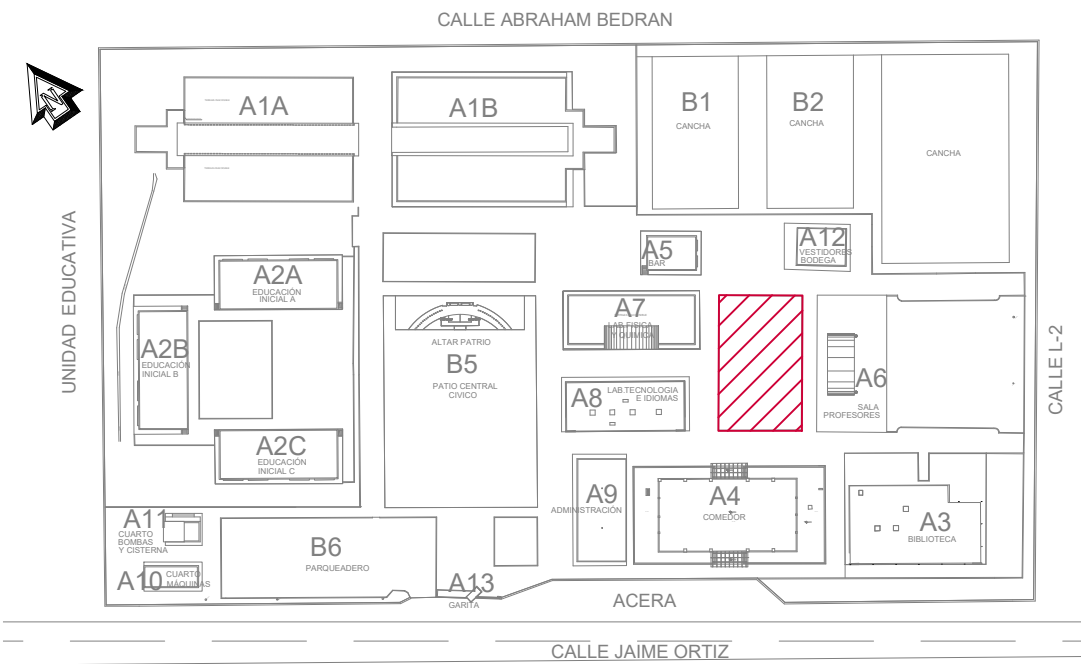 CALLE ABRAHAM BEDRAN
N
A1A
A1B
B1
CANCHA
B2
CANCHA
CANCHA
UNIDAD EDUCATIVA
A5
BAR
A12
VESTIDORES
BODEGA
A2A
EDUCACIÓN
INICIAL A
A7
LAB.FISICA
Y QUIMICA
ALTAR PATRIO
A2B
EDUCACIÓN
INICIAL B
B5
PATIO CENTRAL
CIVICO
A8
LAB.TECNOLOGIA
E IDIOMAS
A6
SALA
PROFESORES
CALLE L-2
A2C
EDUCACIÓN
INICIAL C
A9
ADMINISTRACIÓN
A4
COMEDOR
A3
BIBLIOTECA
A11
CUARTO
BOMBAS
Y CISTERNA
B6
PARQUEADERO
A10
CUARTO
MÁQUINAS
A13
GARITA
ACERA
CALLE JAIME ORTIZ